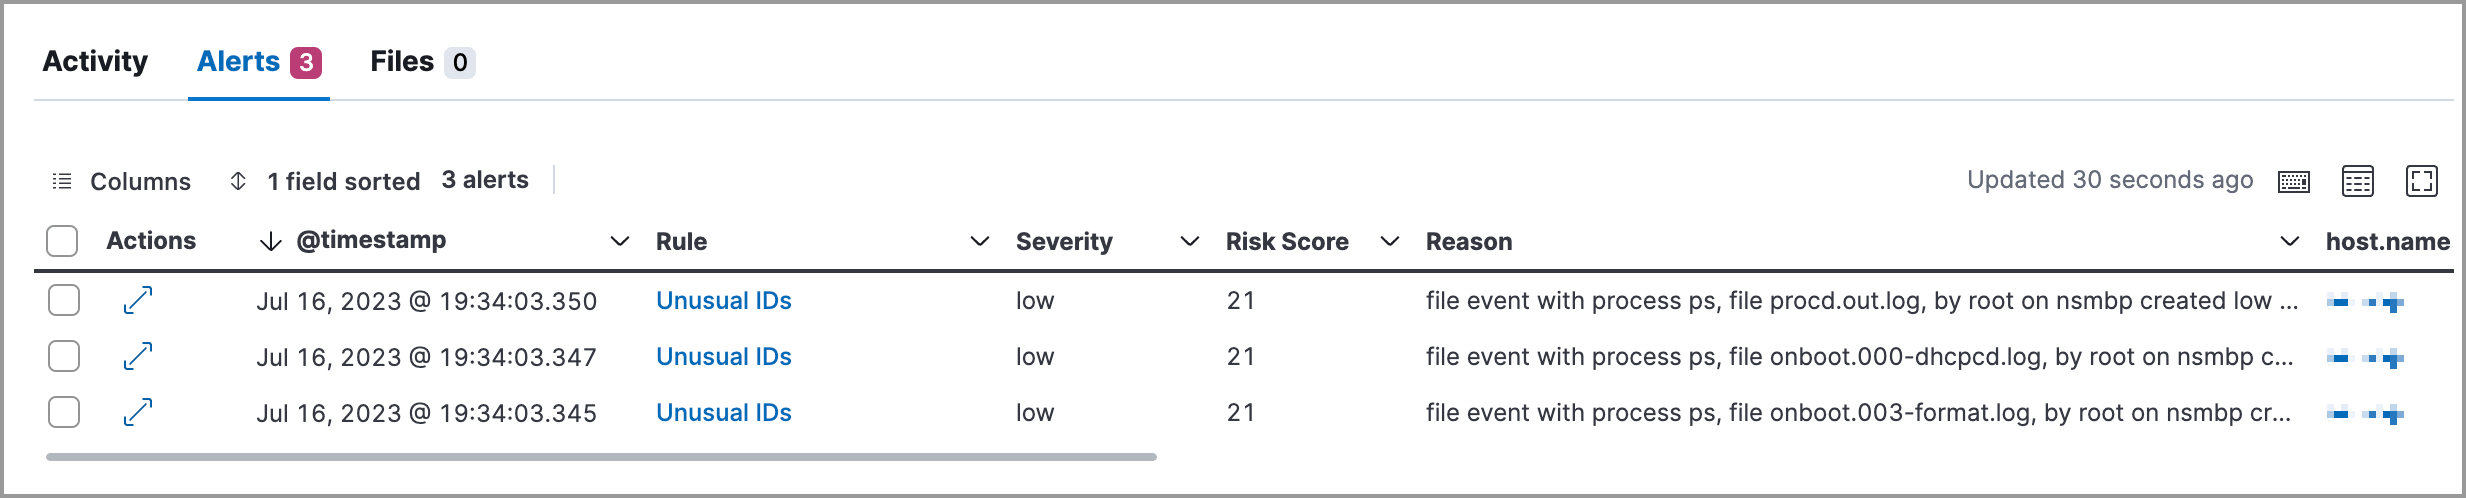 Activity Alerts 3 Files 0
Columns 1 field sorted 3 alerts Updated 30 seconds ago
Actions @timestamp Rule Severity Risk Score Reason host.name
Jul 16, 2023 @ 19:34:03.350 Unusual IDs low 21 file event with process ps, file procd.out.log, by root on nsmbp created low ...
Jul 16, 2023 @ 19:34:03.347 Unusual IDs low 21 file event with process ps, file onboot.000-dhcpcd.log, by root on nsmbp c...
Jul 16, 2023 @ 19:34:03.345 Unusual IDs low 21 file event with process ps, file onboot.003-format.log, by root on nsmbp cr...